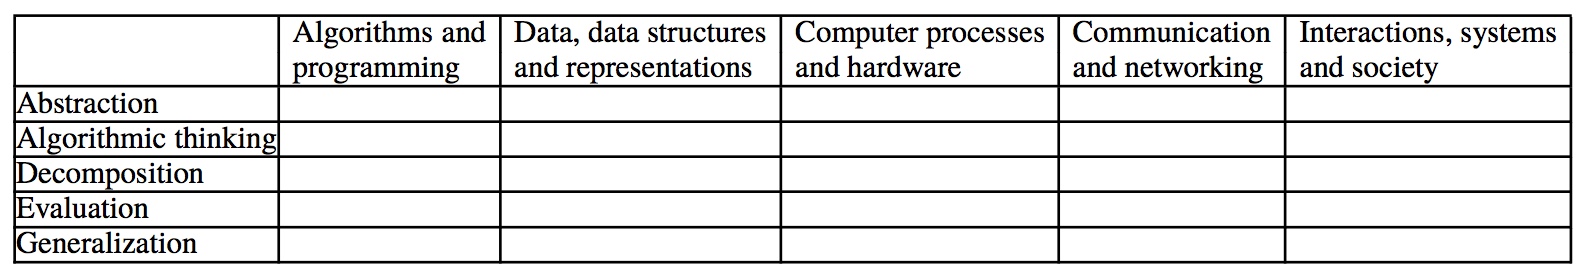 Algorithms and Data, data structures Computer processes Communication Interactions, systems
programming and representations and hardware and networking and society
Abstraction
Algorithmic thinking
Decomposition
Evaluation
Generalization